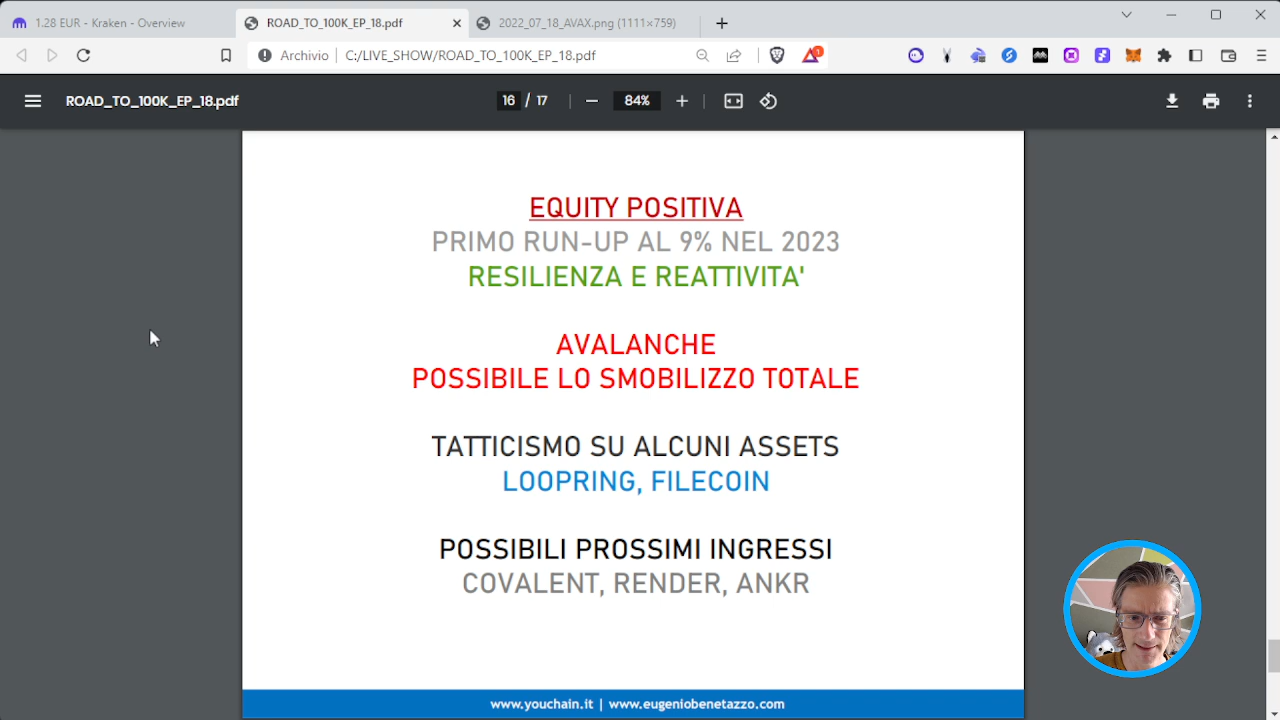 1.28 EUR - Kraken - Overview
ROAD_TO_100K_EP_18.pdf
2022_07_18_AVAX.png (1111×759)
Archivio
C:/LIVE_SHOW/ROAD_TO_100K_EP_18.pdf
1
ROAD_TO_100K_EP_18.pdf
16 / 17
84%
EQUITY POSITIVA
PRIMO RUN-UP AL 9% NEL 2023
RESILIENZA E REATTIVITA'
AVALANCHE
POSSIBILE LO SMOBILIZZO TOTALE
TATTICISMO SU ALCUNI ASSETS
LOOPRING, FILECOIN
POSSIBILI PROSSIMI INGRESSI
COVALENT, RENDER, ANKR
www.youchain.it | www.eugeniobenetazzo.com